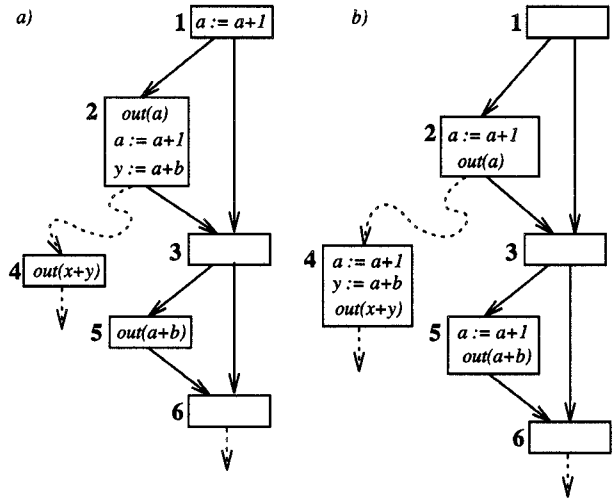 a)
1 a := a+1
2 out(a)
a := a+1
y := a+b
3
4 out(x+y)
5 out(a+b)
6
b)
1
2 a := a+1
out(a)
3
4 a := a+1
y := a+b
out(x+y)
5 a := a+1
out(a+b)
6